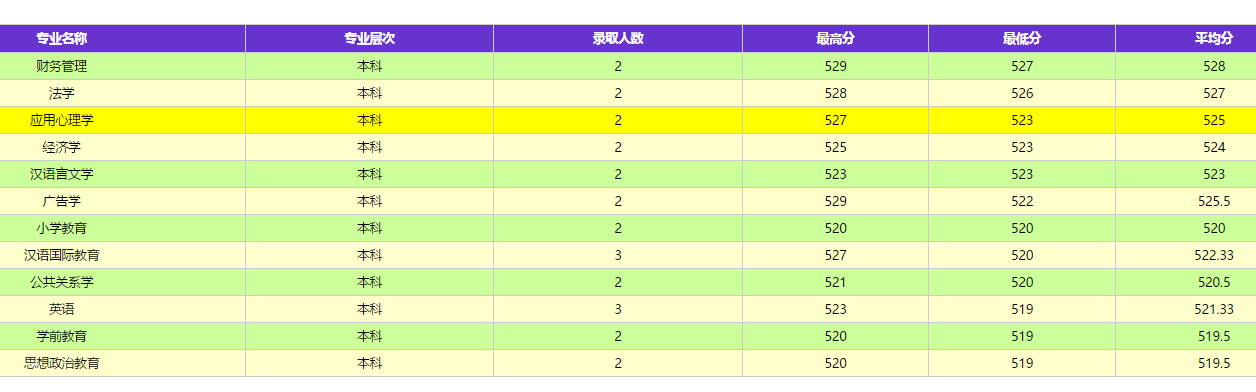 专业名称 专业层次 录取人数 最高分 最低分 平均分
财务管理 本科 2 529 527 528
法学 本科 2 528 526 527
应用心理学 本科 2 527 523 525
经济学 本科 2 525 523 524
汉语言文学 本科 2 523 523 523
广告学 本科 2 529 522 525.5
小学教育 本科 2 520 520 520
汉语国际教育 本科 3 527 520 522.33
公共关系学 本科 2 521 520 520.5
英语 本科 3 523 519 521.33
学前教育 本科 2 520 519 519.5
思想政治教育 本科 2 520 519 519.5